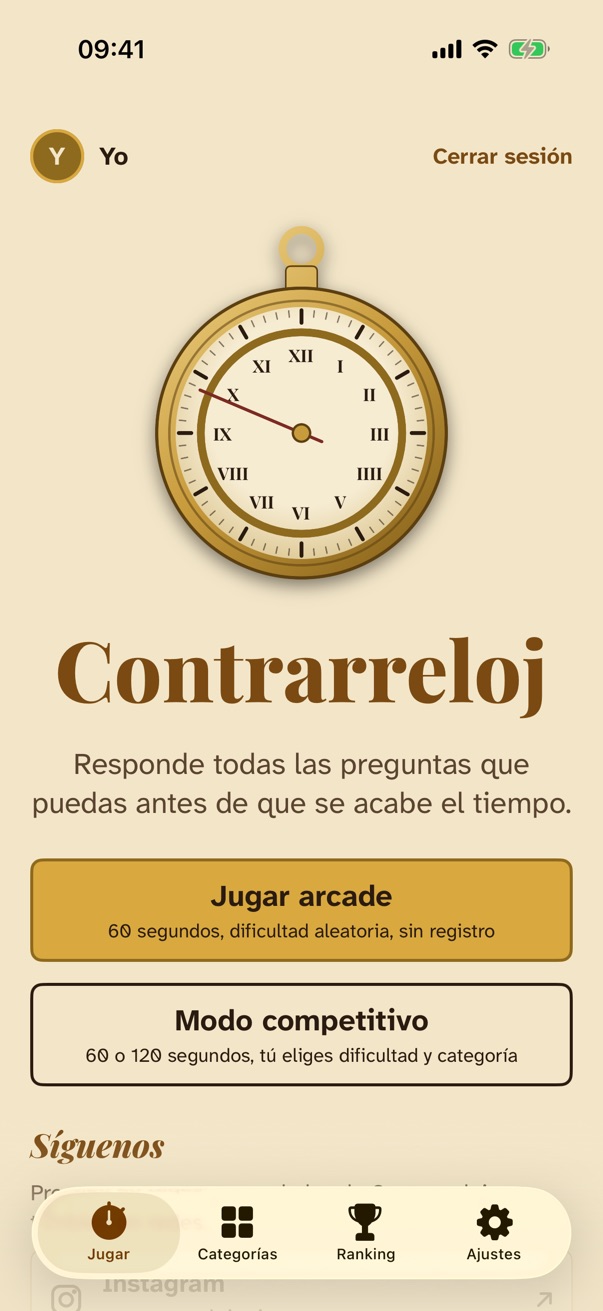 09:41
Y Yo
Cerrar sesión
XII
XI I
X II
IX III
VIII IIII
VII V
VI
Contrarreloj
Responde todas las preguntas que
puedas antes de que se acabe el tiempo.
Jugar arcade
60 segundos, dificultad aleatoria, sin registro
Modo competitivo
60 o 120 segundos, tú eliges dificultad y categoría
Síguenos
Jugar
Categorías
Ranking
Ajustes
Instagram